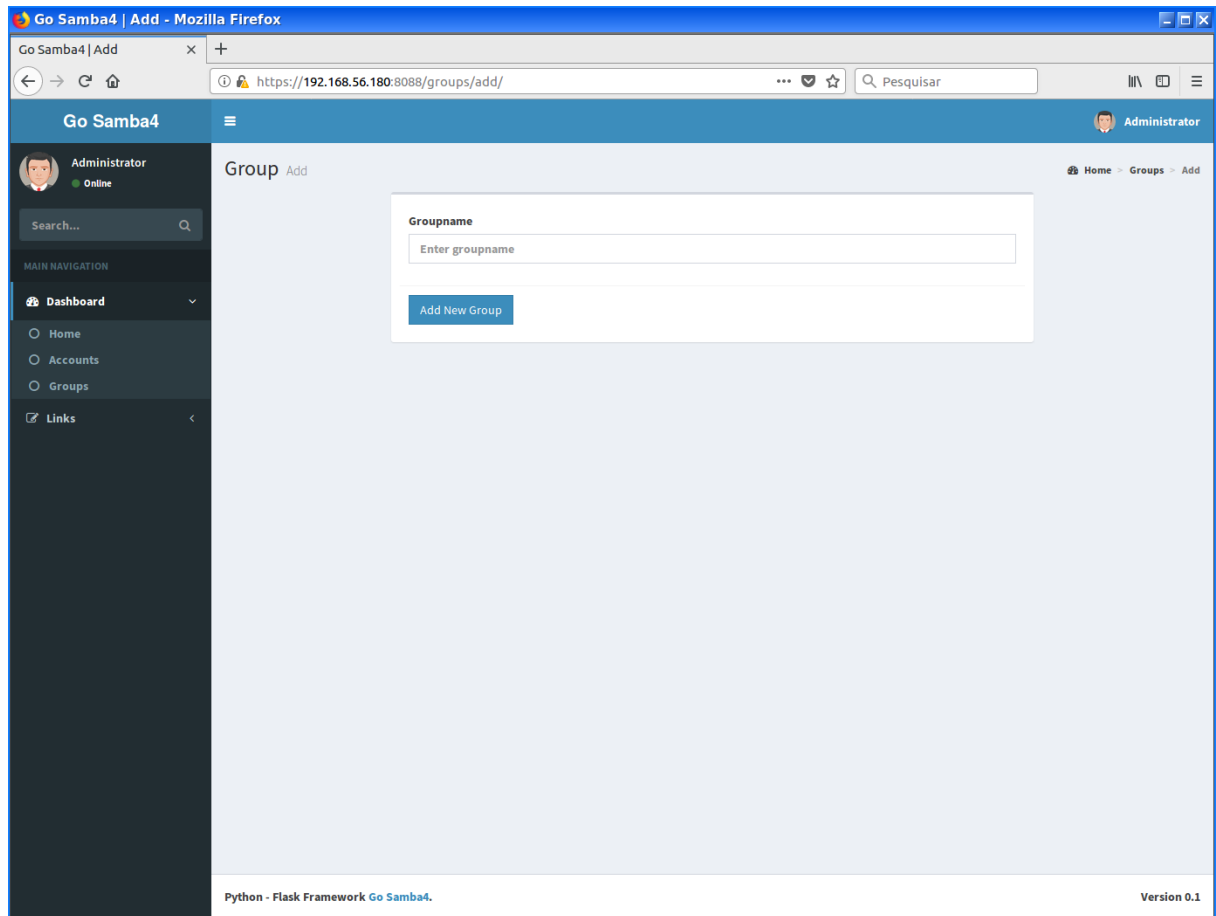 Go Samba4 | Add - Mozilla Firefox
Go Samba4 | Add
https://192.168.56.180:8088/groups/add/
Pesquisar
Go Samba4
Administrator
Administrator
Online
Search...
MAIN NAVIGATION
Dashboard
Home
Accounts
Groups
Links
Group Add
Home > Groups > Add
Groupname
Enter groupname
Add New Group
Python - Flask Framework Go Samba4.
Version 0.1